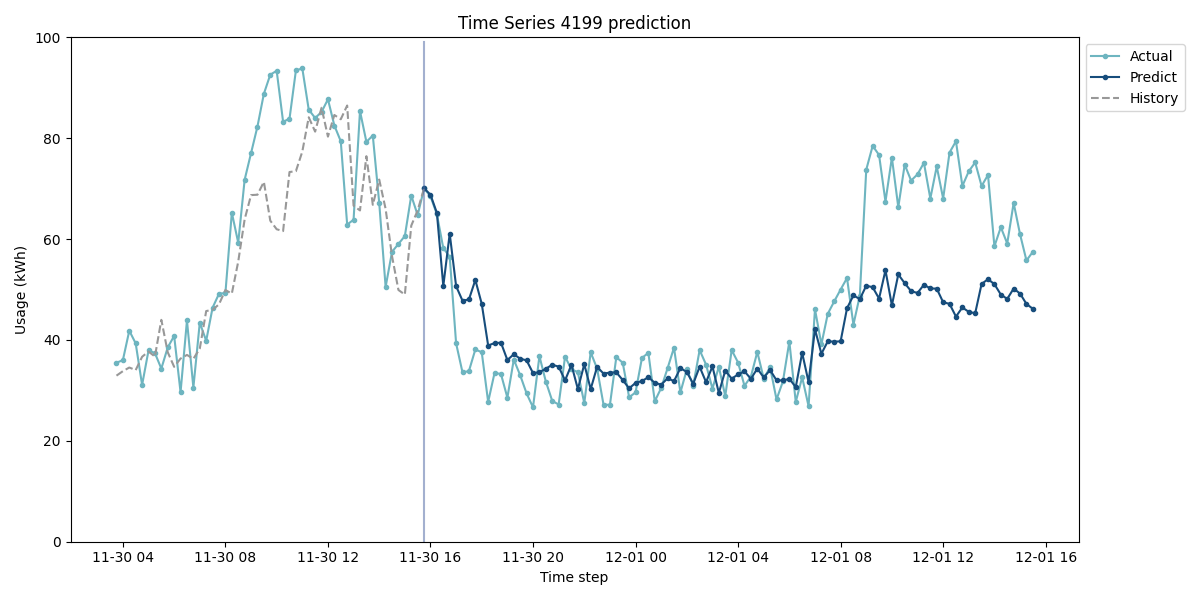 Time Series 4199 prediction
100
80
60
40
20
0
Usage (kWh)
11-30 04 11-30 08 11-30 12 11-30 16 11-30 20 12-01 00 12-01 04 12-01 08 12-01 12 12-01 16
Time step
Actual
Predict
History